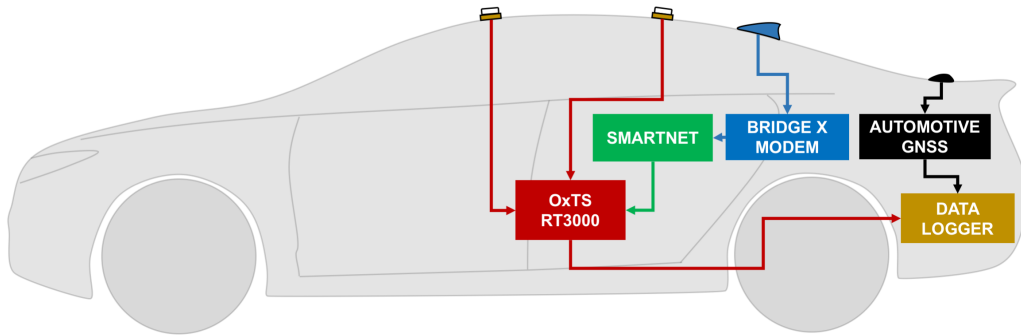 SMARTNET
BRIDGE X
MODEM
AUTOMOTIVE
GNSS
OxTS
RT3000
DATA
LOGGER